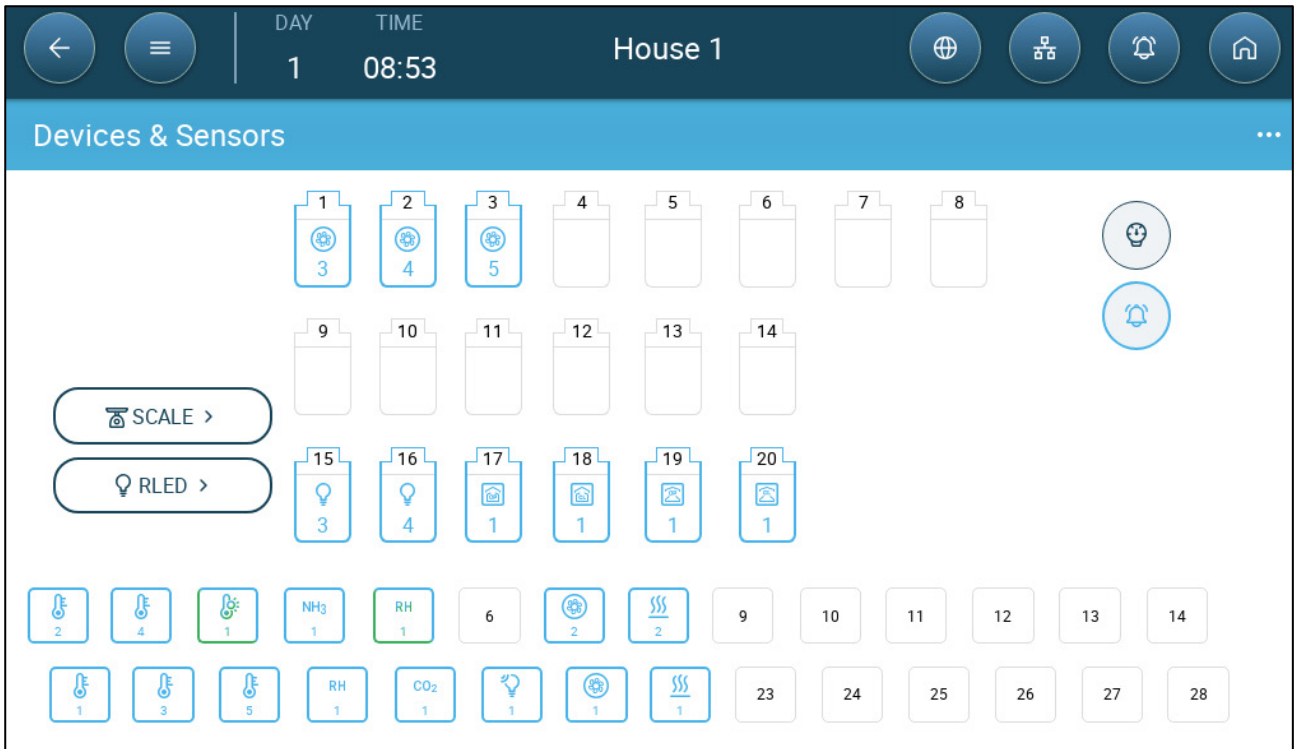 DAY TIME
1 08:53
House 1
Devices & Sensors
1 2 3 4 5 6 7 8
3 4 5
9 10 11 12 13 14
SCALE >
RLED >
15 16 17 18 19 20
3 4 1 1 1 1
NH₃ RH 6 9 10 11 12 13 14
2 4 1 1 1 2 2
RH CO₂ 23 24 25 26 27 28
1 3 5 1 1 1 1 1